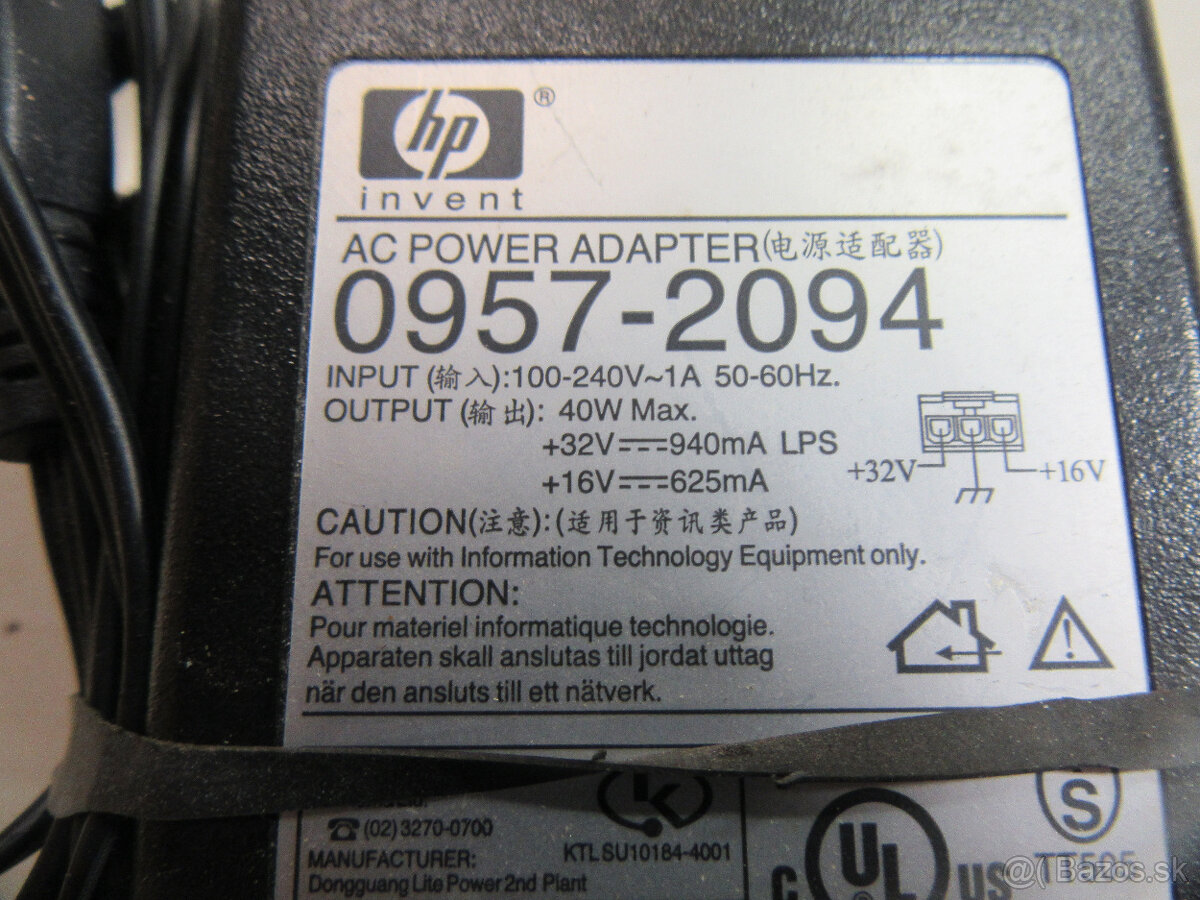 hp ®
invent
AC POWER ADAPTER(电源适配器)
0957-2094
INPUT (输入):100-240V~1A 50-60Hz.
OUTPUT (输出): 40W Max.
+32V⎓940mA LPS
+16V⎓625mA
+32V
+16V
CAUTION(注意):(适用于资讯类产品)
For use with Information Technology Equipment only.
ATTENTION:
Pour materiel informatique technologie.
Apparaten skall anslutas till jordat uttag
när den ansluts till ett nätverk.
☎(02)3270-0700
MANUFACTURER:
Dongguang Lite Power 2nd Plant
K
KTL SU10184-4001
C UL US
®
S
@( Bazos.sk